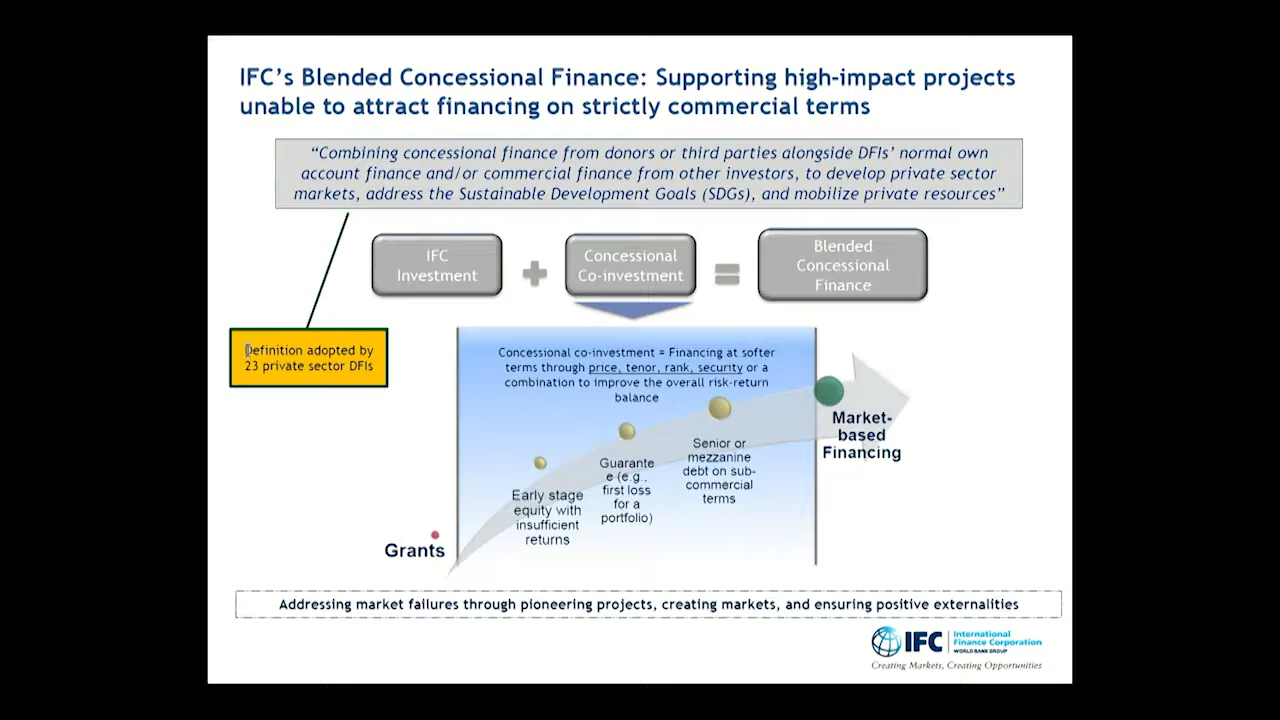 IFC’s Blended Concessional Finance: Supporting high-impact projects
unable to attract financing on strictly commercial terms
“Combining concessional finance from donors or third parties alongside DFIs’ normal own
account finance and/or commercial finance from other investors, to develop private sector
markets, address the Sustainable Development Goals (SDGs), and mobilize private resources”
IFC
Investment
+
Concessional
Co-investment
=
Blended
Concessional
Finance
Definition adopted by
23 private sector DFIs
Concessional co-investment = Financing at softer
terms through price, tenor, rank, security or a
combination to improve the overall risk-return
balance
Grants
Early stage
equity with
insufficient
returns
Guarante
e (e.g.,
first loss
for a
portfolio)
Senior or
mezzanine
debt on sub-
commercial
terms
Market-
based
Financing
Addressing market failures through pioneering projects, creating markets, and ensuring positive externalities
IFC
International
Finance Corporation
WORLD BANK GROUP
Creating Markets, Creating Opportunities